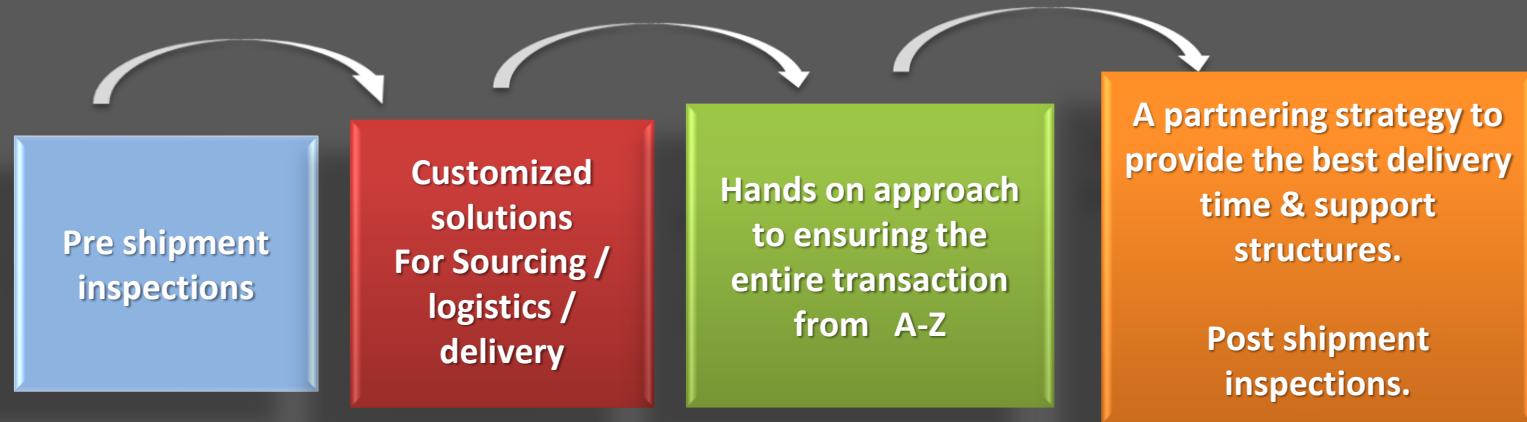 Pre shipment
inspections
Customized
solutions
For Sourcing /
logistics /
delivery
Hands on approach
to ensuring the
entire transaction
from   A-Z
A partnering strategy to
provide the best delivery
time & support
structures.
Post shipment
inspections.